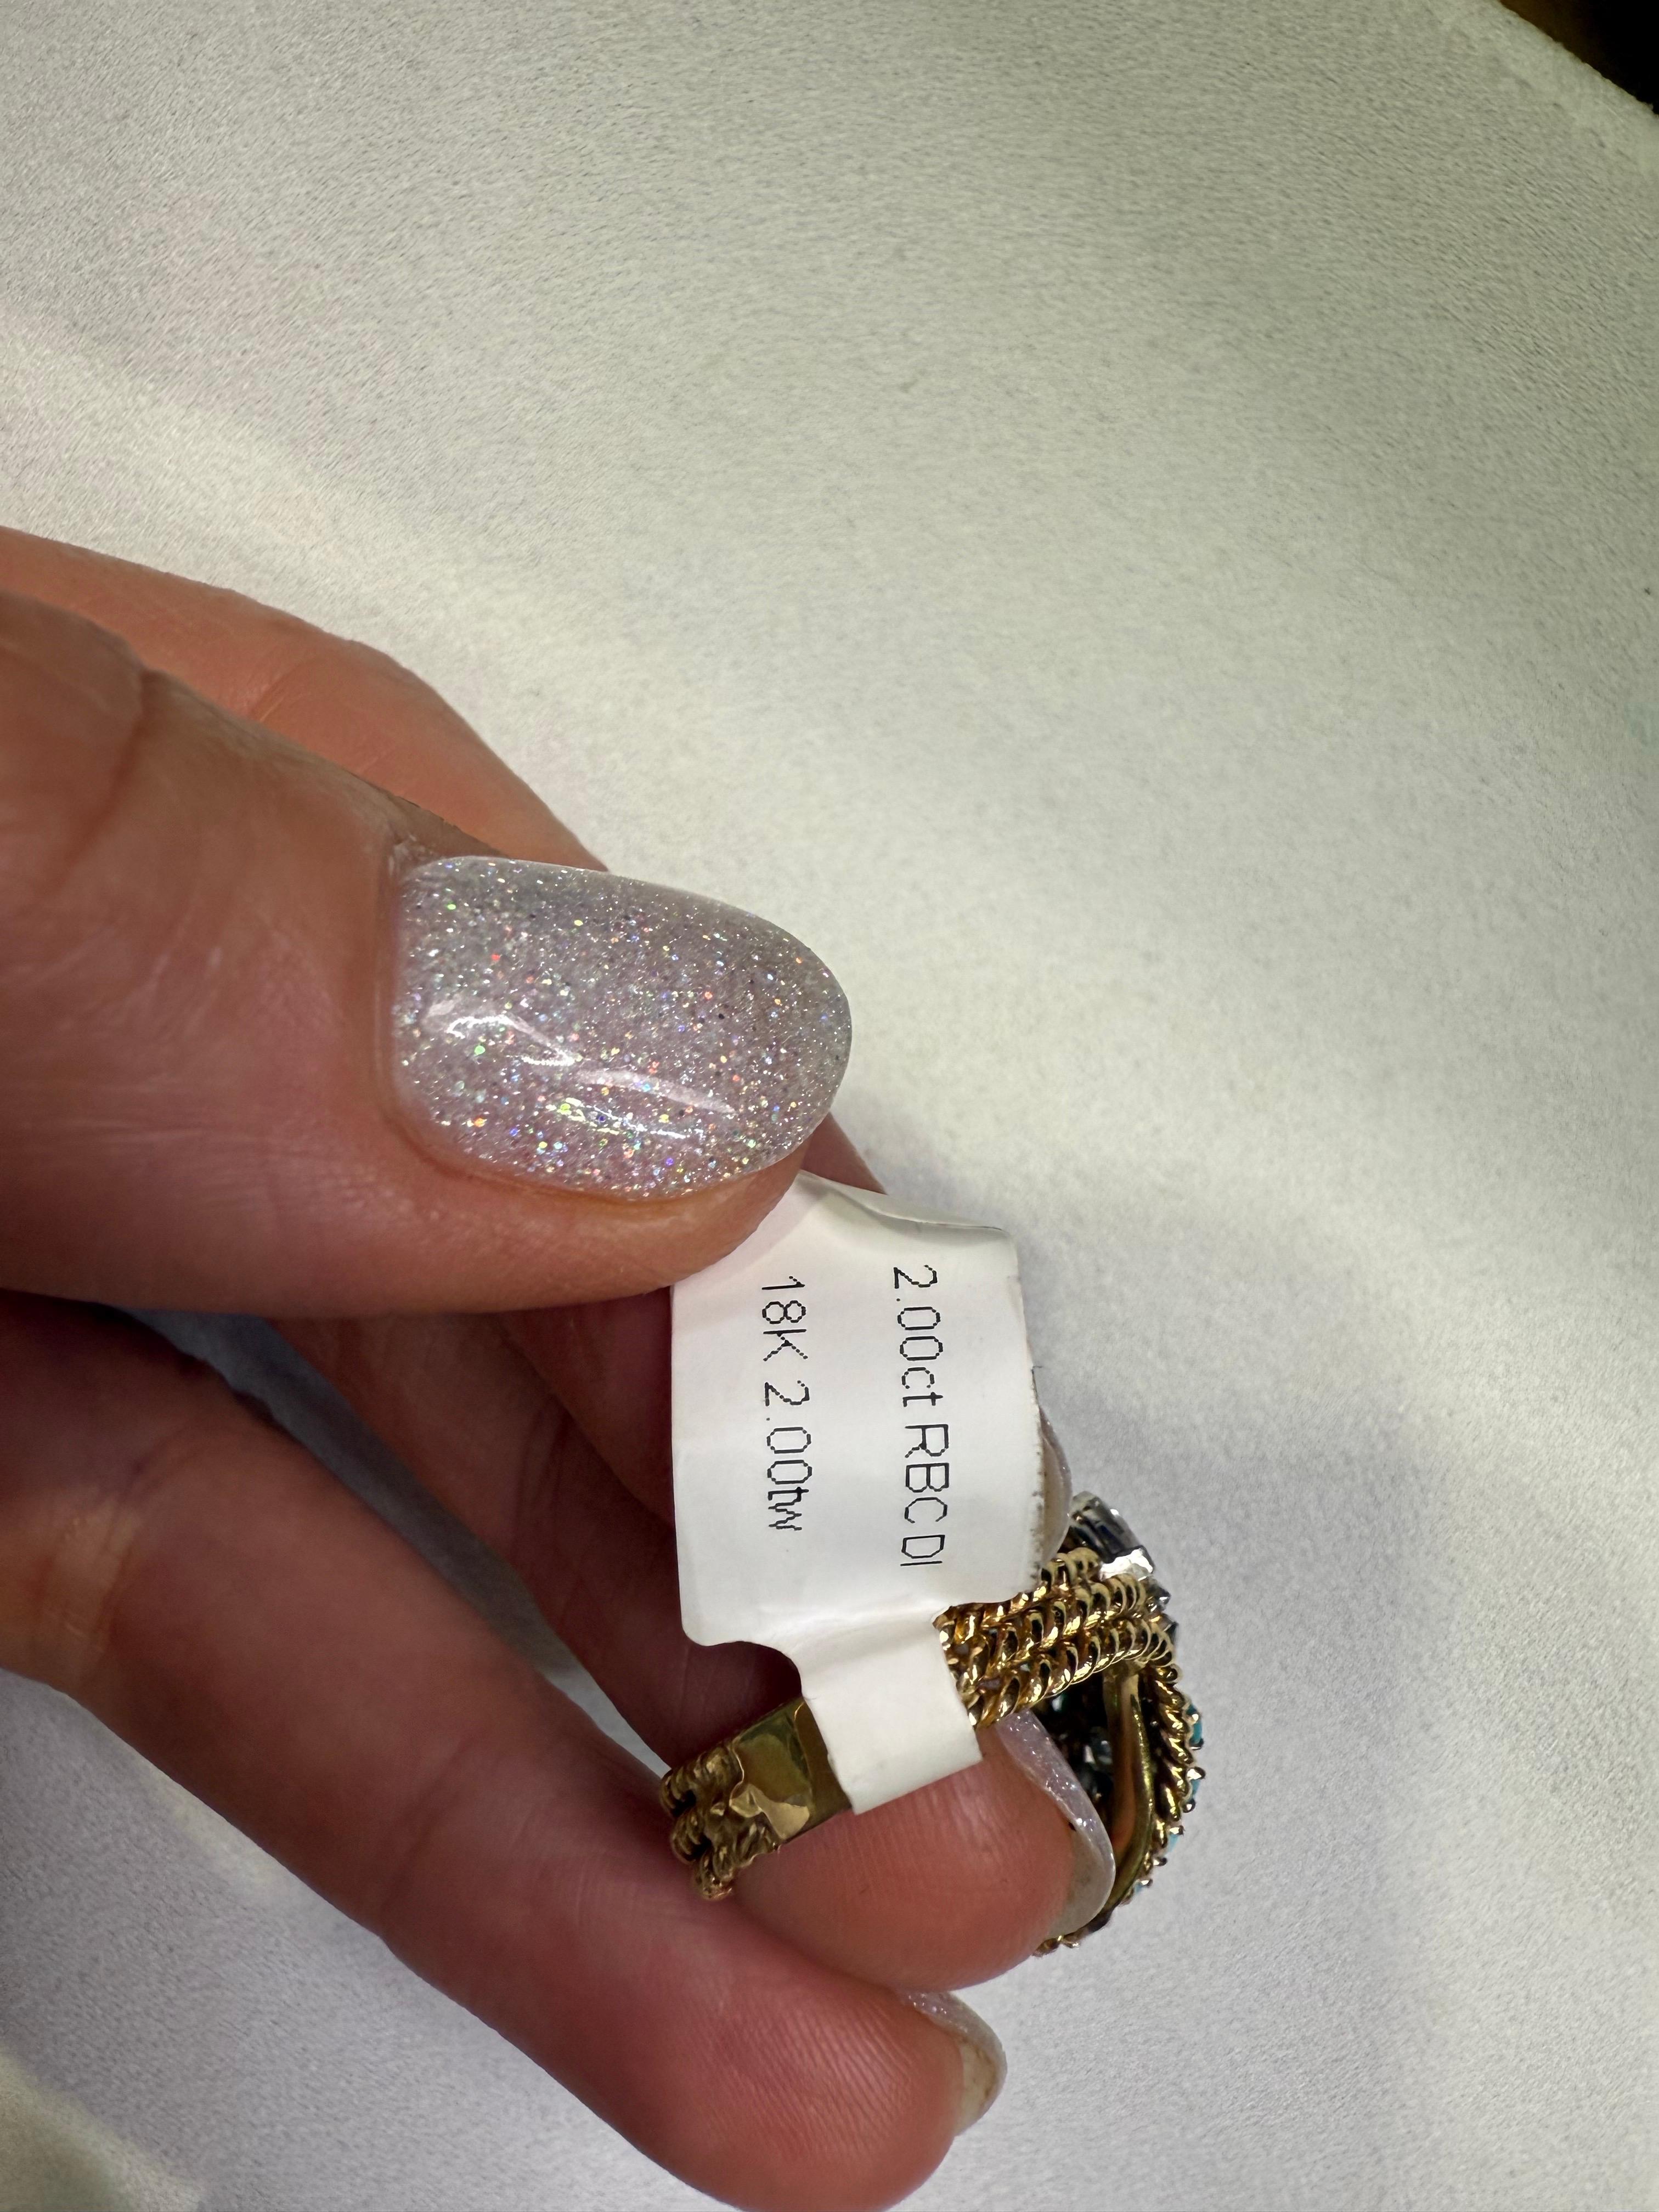 2.00ct RBC DI
18K 2.00tw